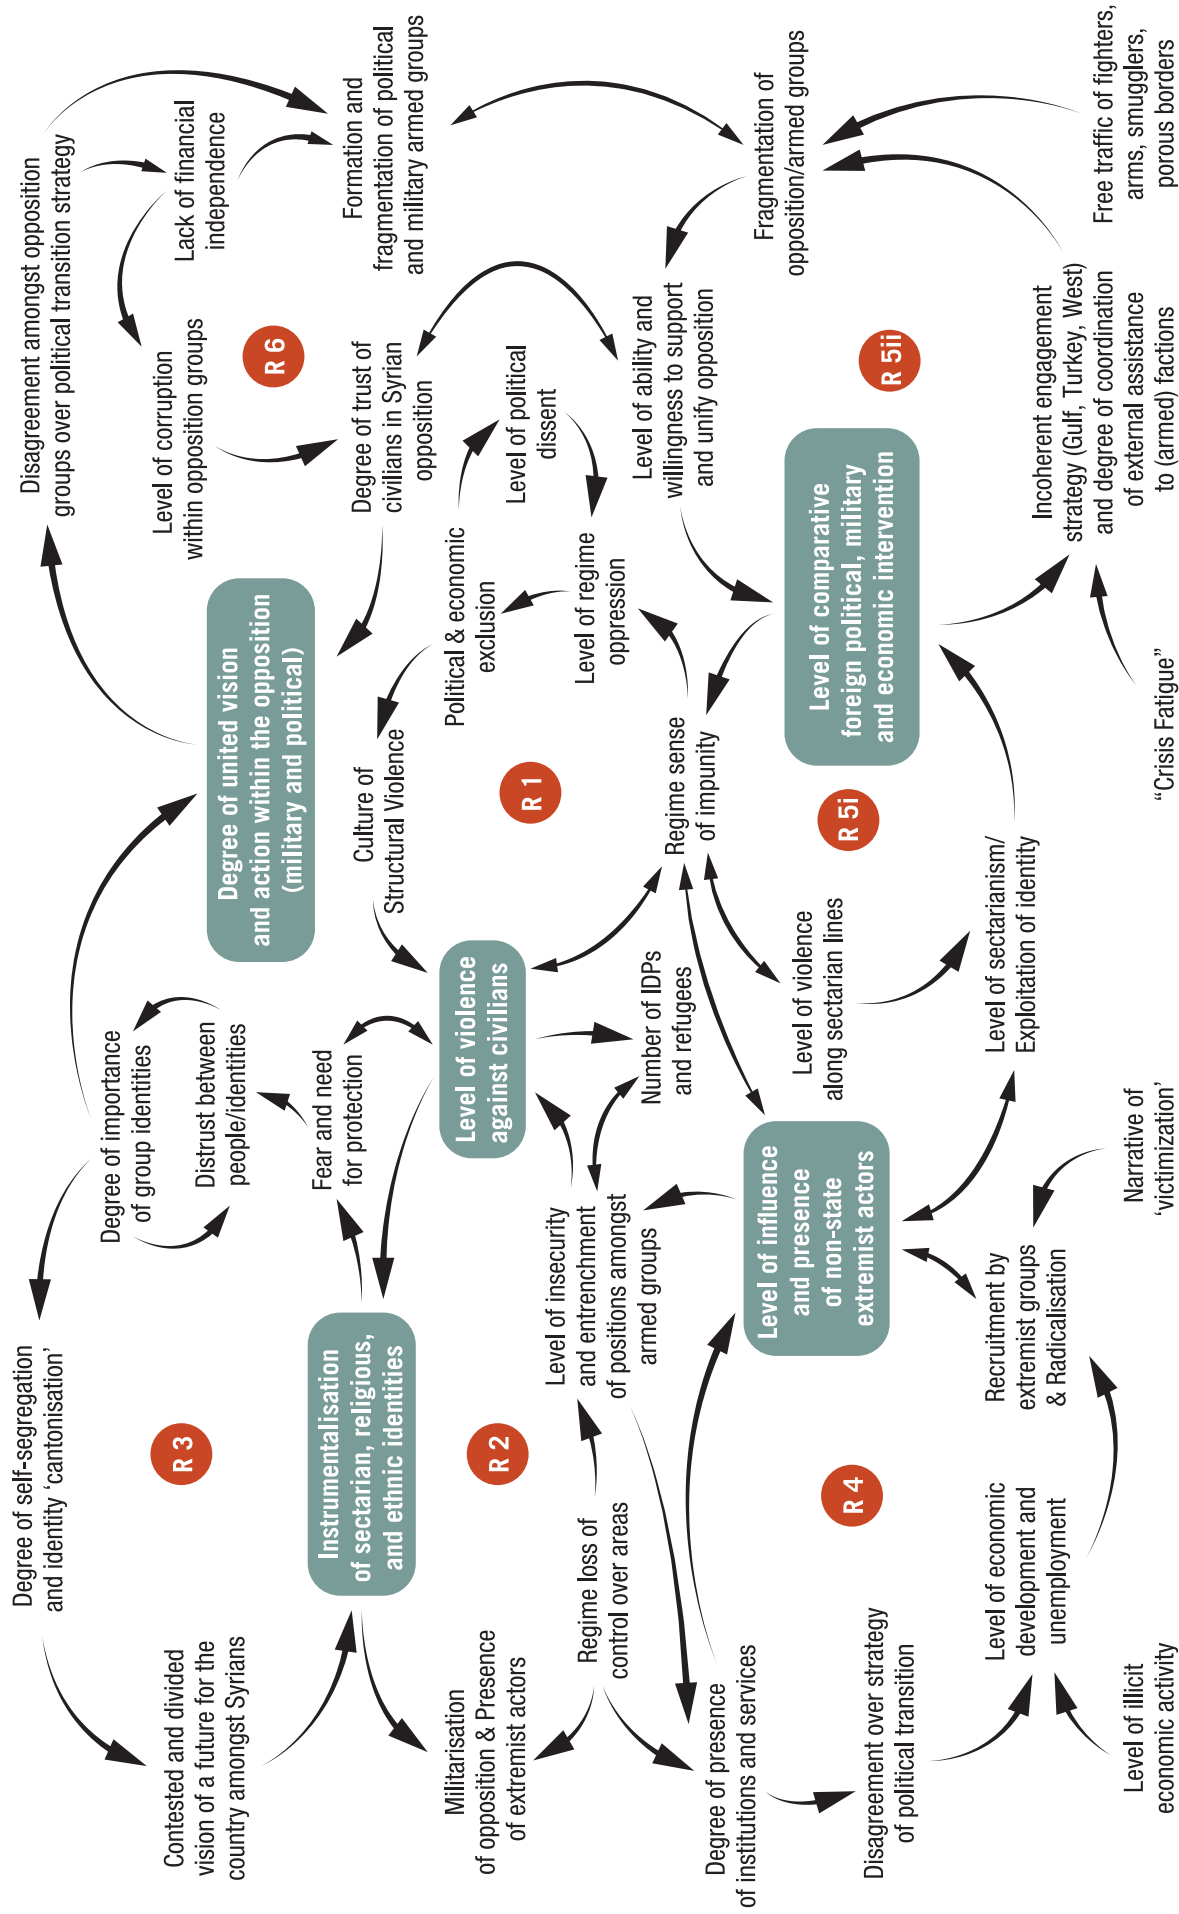 Degree of self-segregation
and identity ‘cantonisation’
Contested and divided
vision of a future for the
country amongst Syrians
R 3
Degree of importance
of group identities
Distrust between
people/identities
Fear and need
for protection
Instrumentalisation
of sectarian, religious,
and ethnic identities
Degree of united vision
and action within the opposition
(military and political)
Disagreement amongst opposition
groups over political transition strategy
Lack of financial
independence
Level of corruption
within opposition groups
R 6
Formation and
fragmentation of political
and military armed groups
Degree of trust of
civilians in Syrian
opposition
Militarisation
of opposition & Presence
of extremist actors
R 2
Level of violence
against civilians
Culture of
Structural Violence
R 1
Political & economic
exclusion
Level of political
dissent
Level of regime
oppression
Regime loss of
control over areas
Level of insecurity
and entrenchment
of positions amongst
armed groups
Number of IDPs
and refugees
Regime sense
of impunity
Level of ability and
willingness to support
and unify opposition
Fragmentation of
opposition/armed groups
Degree of presence
of institutions and services
Level of influence
and presence
of non-state
extremist actors
Level of violence
along sectarian lines
R 5i
Level of comparative
foreign political, military
and economic intervention
R 5ii
R 4
Disagreement over strategy
of political transition
Level of economic
development and
unemployment
Recruitment by
extremist groups
& Radicalisation
Level of sectarianism/
Exploitation of identity
Incoherent engagement
strategy (Gulf, Turkey, West)
and degree of coordination
of external assistance
to (armed) factions
Free traffic of fighters,
arms, smugglers,
porous borders
Level of illicit
economic activity
Narrative of
‘victimization’
“Crisis Fatigue”